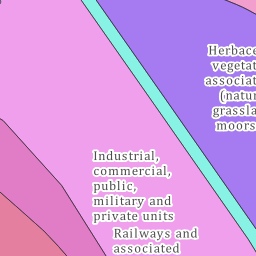 Herbace
vegetat
associat
(natur
grassla
moors
Industrial,
commercial,
public,
military and
private units
Railways and
associated